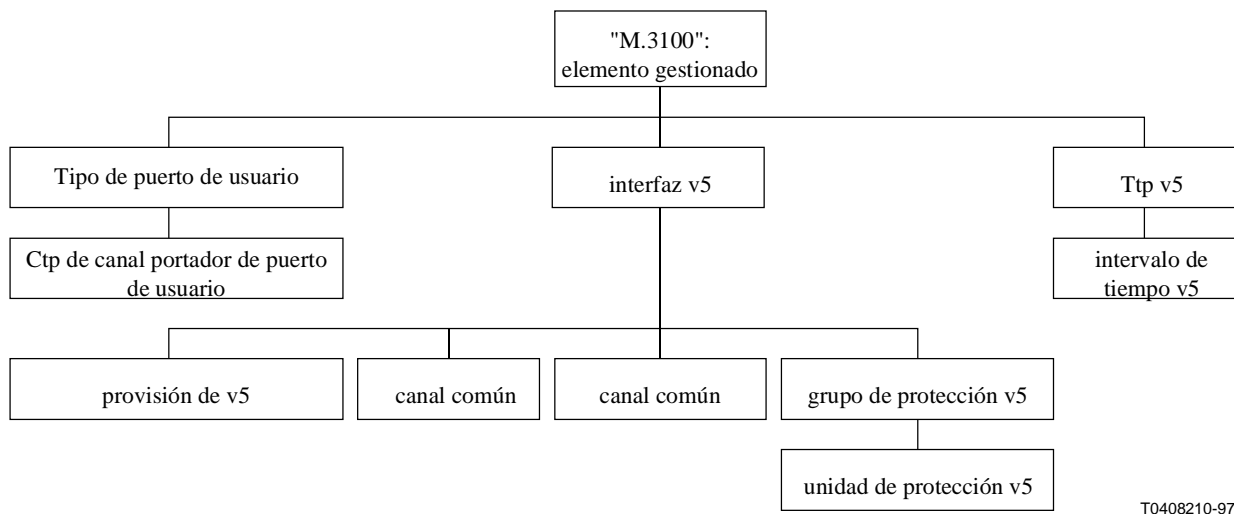 "M.3100":
elemento gestionado
Tipo de puerto de usuario
interfaz v5
Ttp v5
Ctp de canal portador de puerto
de usuario
intervalo de
tiempo v5
provisión de v5
canal común
canal común
grupo de protección v5
unidad de protección v5
T0408210-97